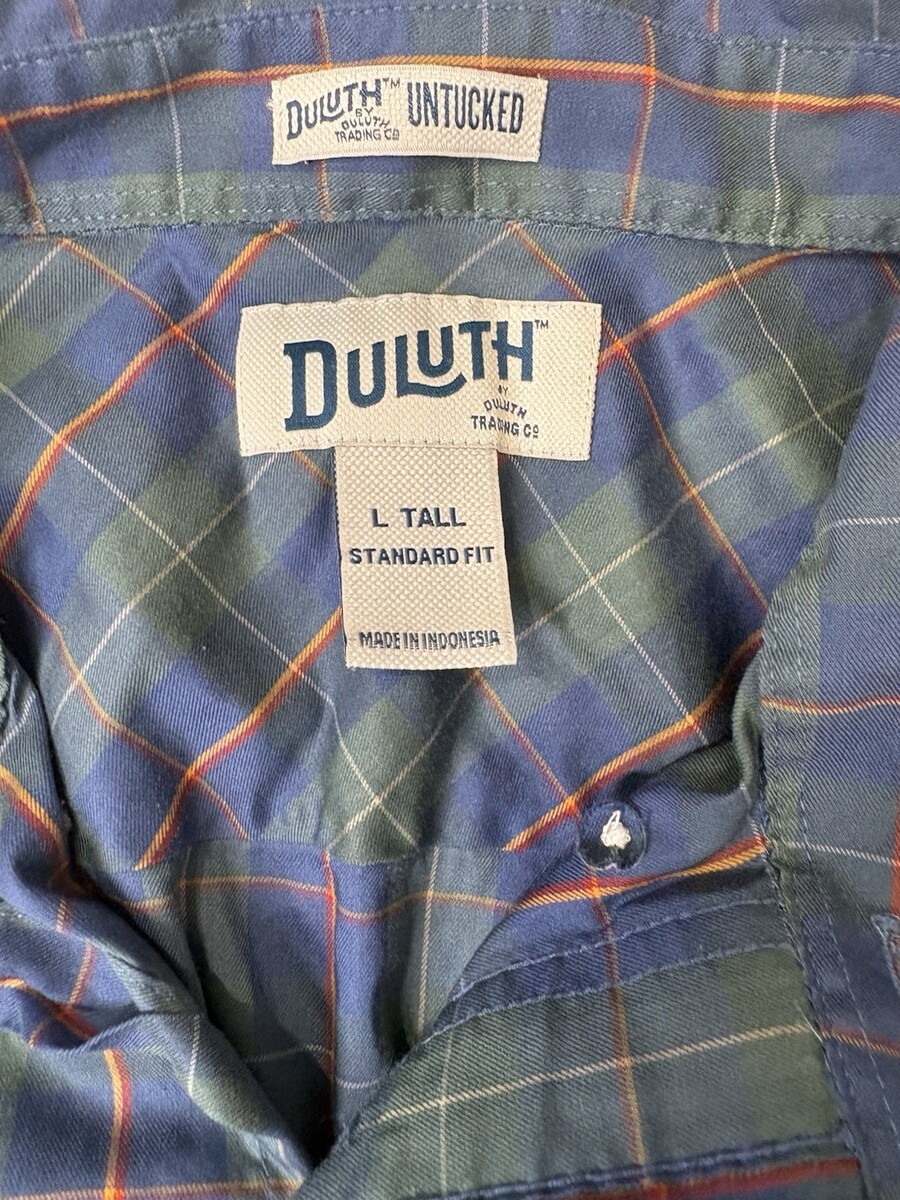 DULUTH™ UNTUCKED
BY
DULUTH
TRADING Cº
DULUTH™
BY
DULUTH
TRADING Cº
L TALL
STANDARD FIT
MADE IN INDONESIA